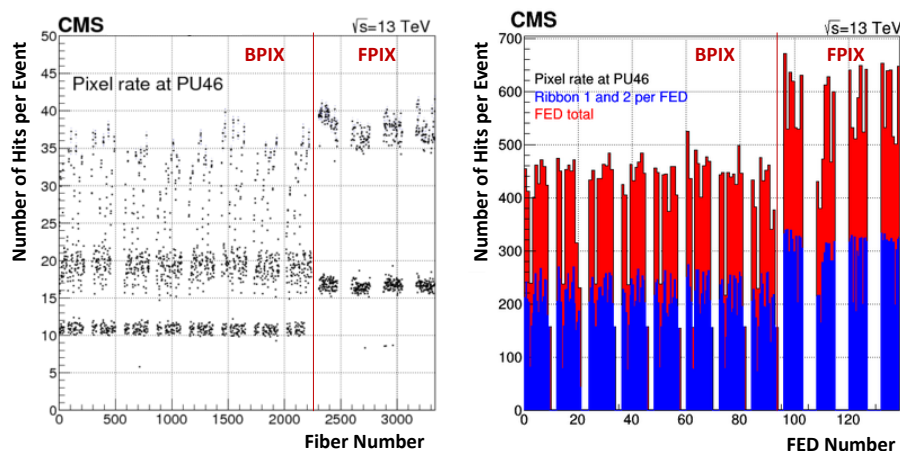 CMS
√s=13 TeV
BPIX
FPIX
Pixel rate at PU46
Number of Hits per Event
50
45
40
35
30
25
20
15
10
5
0
0 500 1000 1500 2000 2500 3000
Fiber Number
CMS
√s=13 TeV
BPIX
FPIX
Pixel rate at PU46
Ribbon 1 and 2 per FED
FED total
Number of Hits per Event
700
600
500
400
300
200
100
0
0 20 40 60 80 100 120
FED Number